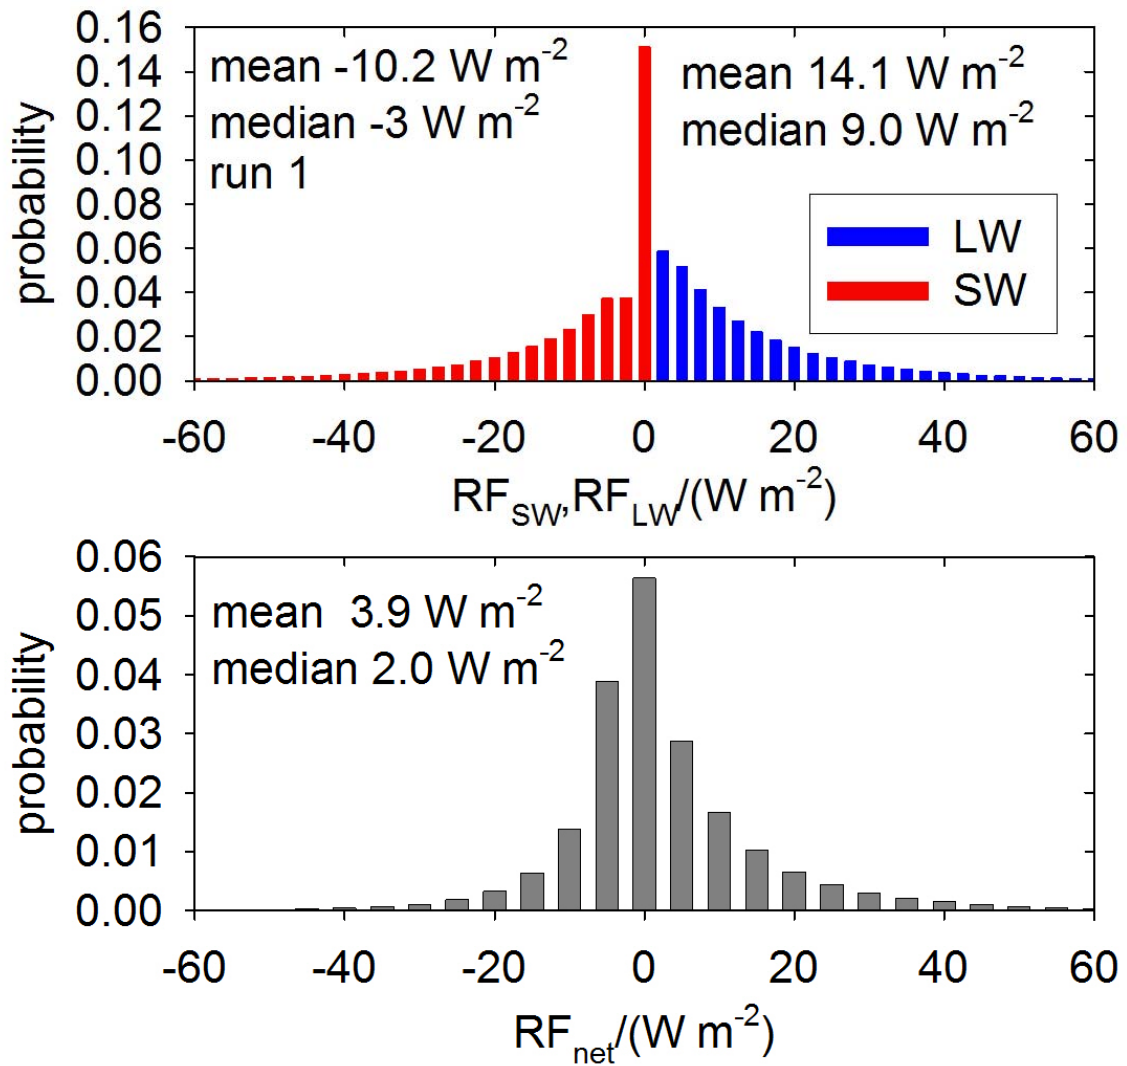 0.16
0.14
0.12
0.10
0.08
0.06
0.04
0.02
0.00
probability
mean -10.2 W m-2
median -3 W m-2
run 1
mean 14.1 W m-2
median 9.0 W m-2
LW
SW
-60 -40 -20 0 20 40 60
RFSW,RFLW/(W m-2)
0.06
0.05
0.04
0.03
0.02
0.01
0.00
probability
mean 3.9 W m-2
median 2.0 W m-2
-60 -40 -20 0 20 40 60
RFnet/(W m-2)